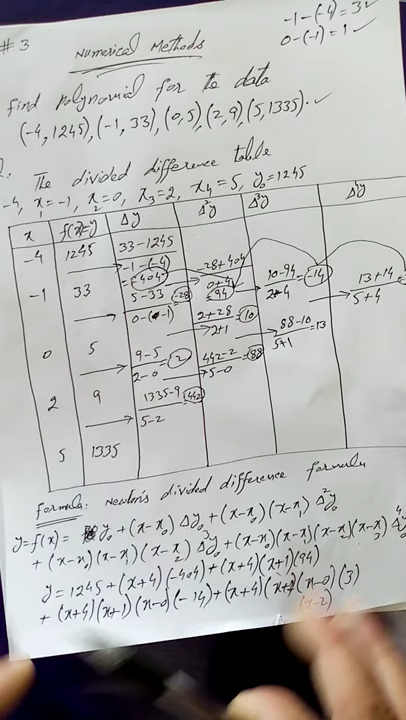 -1-(-4)=3✓
#3
Numerical Methods
0-(-1)=1✓
Find polynomial for the data
(-4,1245),(-1,33),(0,5)(2,9)(5,1335).✓
The divided difference table
-4, x₁=-1, x₂=0, x₃=2, x₄=5, y₀=1245
x f(x)=y Δy Δ²y Δ³y Δ⁴y
-4 1245 33-1245
-1-(-4)
=(-404)
-28+404
0+4
=(94)
-1 33 5-33
0-(-1)
=(-28)
10-94
2+4
=(-14)
13+14
5+4
2+28
2+1
=(10)
88-10
5+1
=13
0 5 9-5
2-0
=(2)
442-2
5-0
=(88)
2 9 1335-9
5-2
=(442)
5 1335
Formula: Newton's divided difference formula
y=f(x)= y₀+(x-x₀)Δy₀+(x-x₀)(x-x₁)Δ²y₀
+(x-x₀)(x-x₁)(x-x₂)Δ³y₀+(x-x₀)(x-x₁)(x-x₂)(x-x₃)Δ⁴y₀
y=1245+(x+4)(-404)+(x+4)(x+1)(94)
+(x+4)(x+1)(x-0)(-14)+(x+4)(x+1)(x-0)(3)
(x-2)